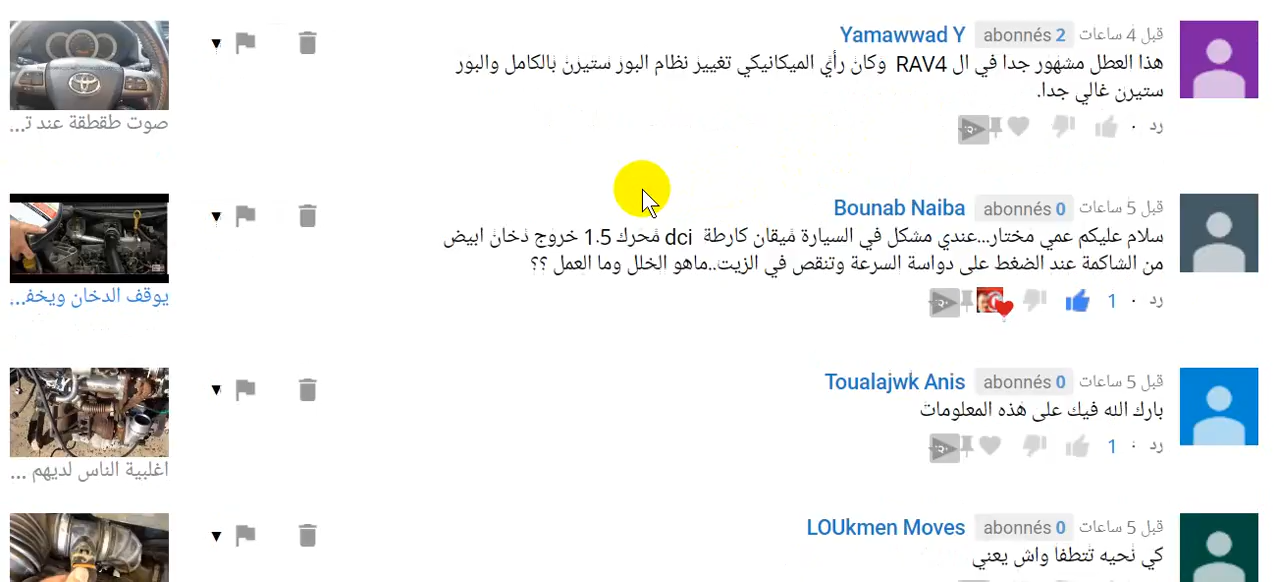 Yamawwad Y abonnés 2 قبل 4 ساعات
هذا العطل مشهور جدا في ال RAV4 وكان رأي الميكانيكي تغيير نظام البور ستيرن بالكامل والبور
ستيرن غالي جدا.
رد
صوت طقطقة عند ت...
Bounab Naiba abonnés 0 قبل 5 ساعات
سلام عليكم عمي مختار...عندي مشكل في السيارة ميقان كارطة dci محرك 1.5 خروج دخان ابيض
من الشاكمة عند الضغط على دواسة السرعة وتنقص في الزيت..ماهو الخلل وما العمل ؟؟
رد · 1
يوقف الدخان ويخف...
Toualajwk Anis abonnés 0 قبل 5 ساعات
بارك الله فيك على هذه المعلومات
رد · 1
اغلبية الناس لديهم ...
LOUkmen Moves abonnés 0 قبل 5 ساعات
كي نحيه تتطفا واش يعني